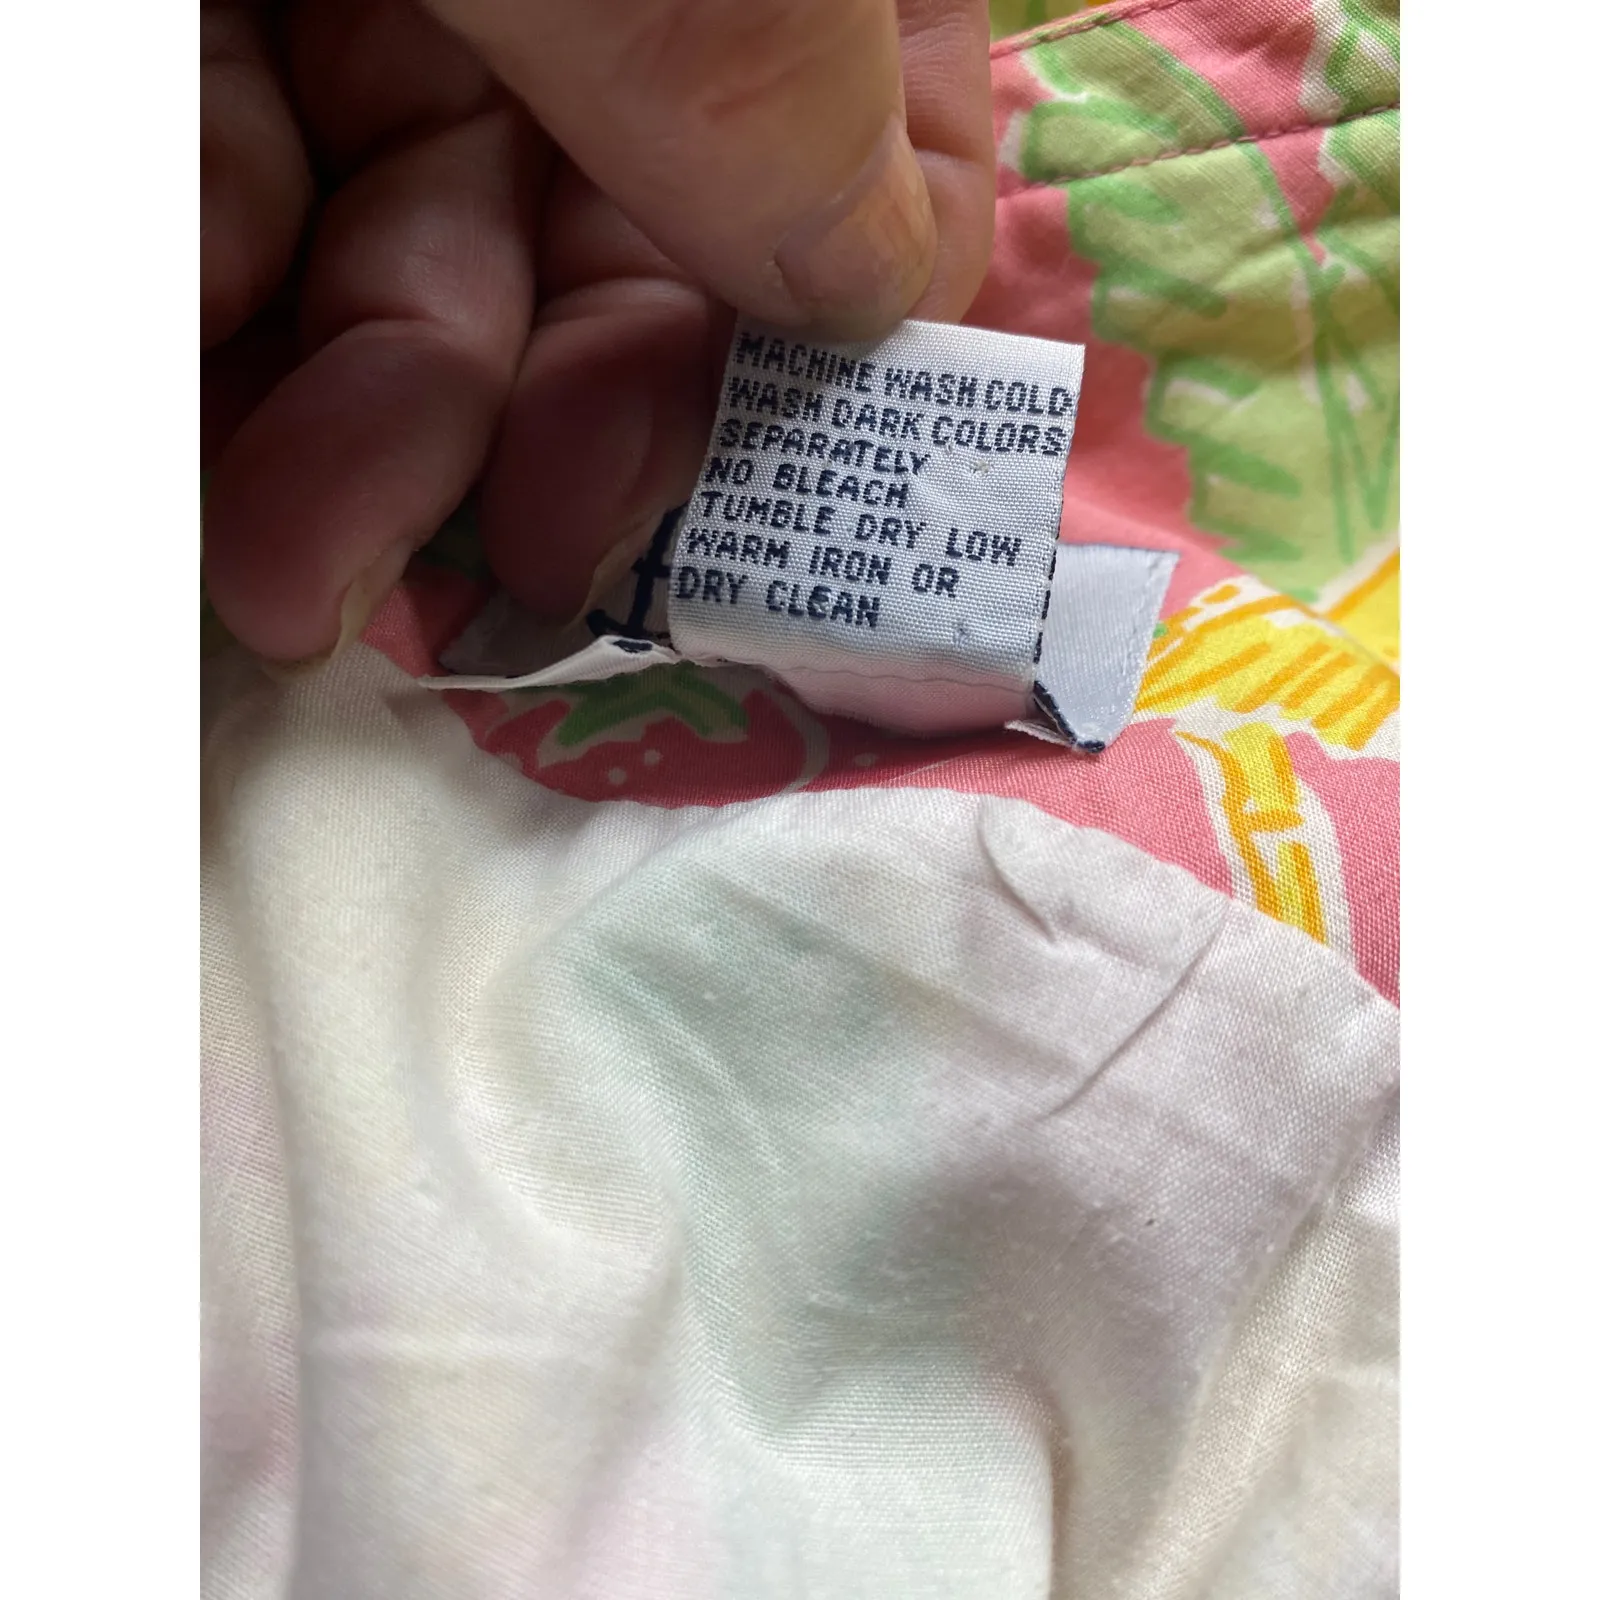 MACHINE WASH COLD
WASH DARK COLORS
SEPARATELY
NO BLEACH
TUMBLE DRY LOW
WARM IRON OR
DRY CLEAN